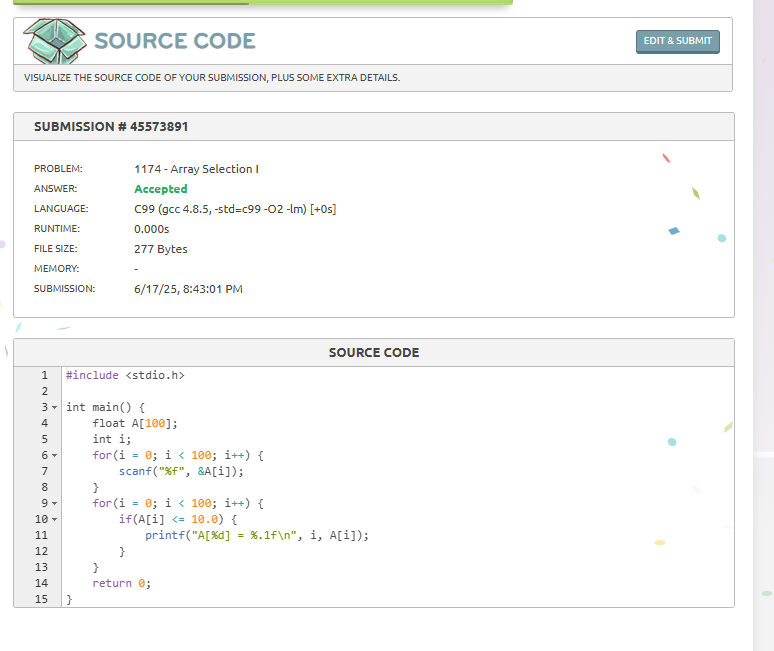 SOURCE CODE
EDIT & SUBMIT
VISUALIZE THE SOURCE CODE OF YOUR SUBMISSION, PLUS SOME EXTRA DETAILS.
SUBMISSION # 45573891
PROBLEM: 1174 - Array Selection I
ANSWER: Accepted
LANGUAGE: C99 (gcc 4.8.5, -std=c99 -O2 -lm) [+0s]
RUNTIME: 0.000s
FILE SIZE: 277 Bytes
MEMORY: -
SUBMISSION: 6/17/25, 8:43:01 PM
SOURCE CODE
1 #include <stdio.h>
2
3 int main() {
4     float A[100];
5     int i;
6     for(i = 0; i < 100; i++) {
7         scanf("%f", &A[i]);
8     }
9     for(i = 0; i < 100; i++) {
10         if(A[i] <= 10.0) {
11             printf("A[%d] = %.1f\n", i, A[i]);
12         }
13     }
14     return 0;
15 }